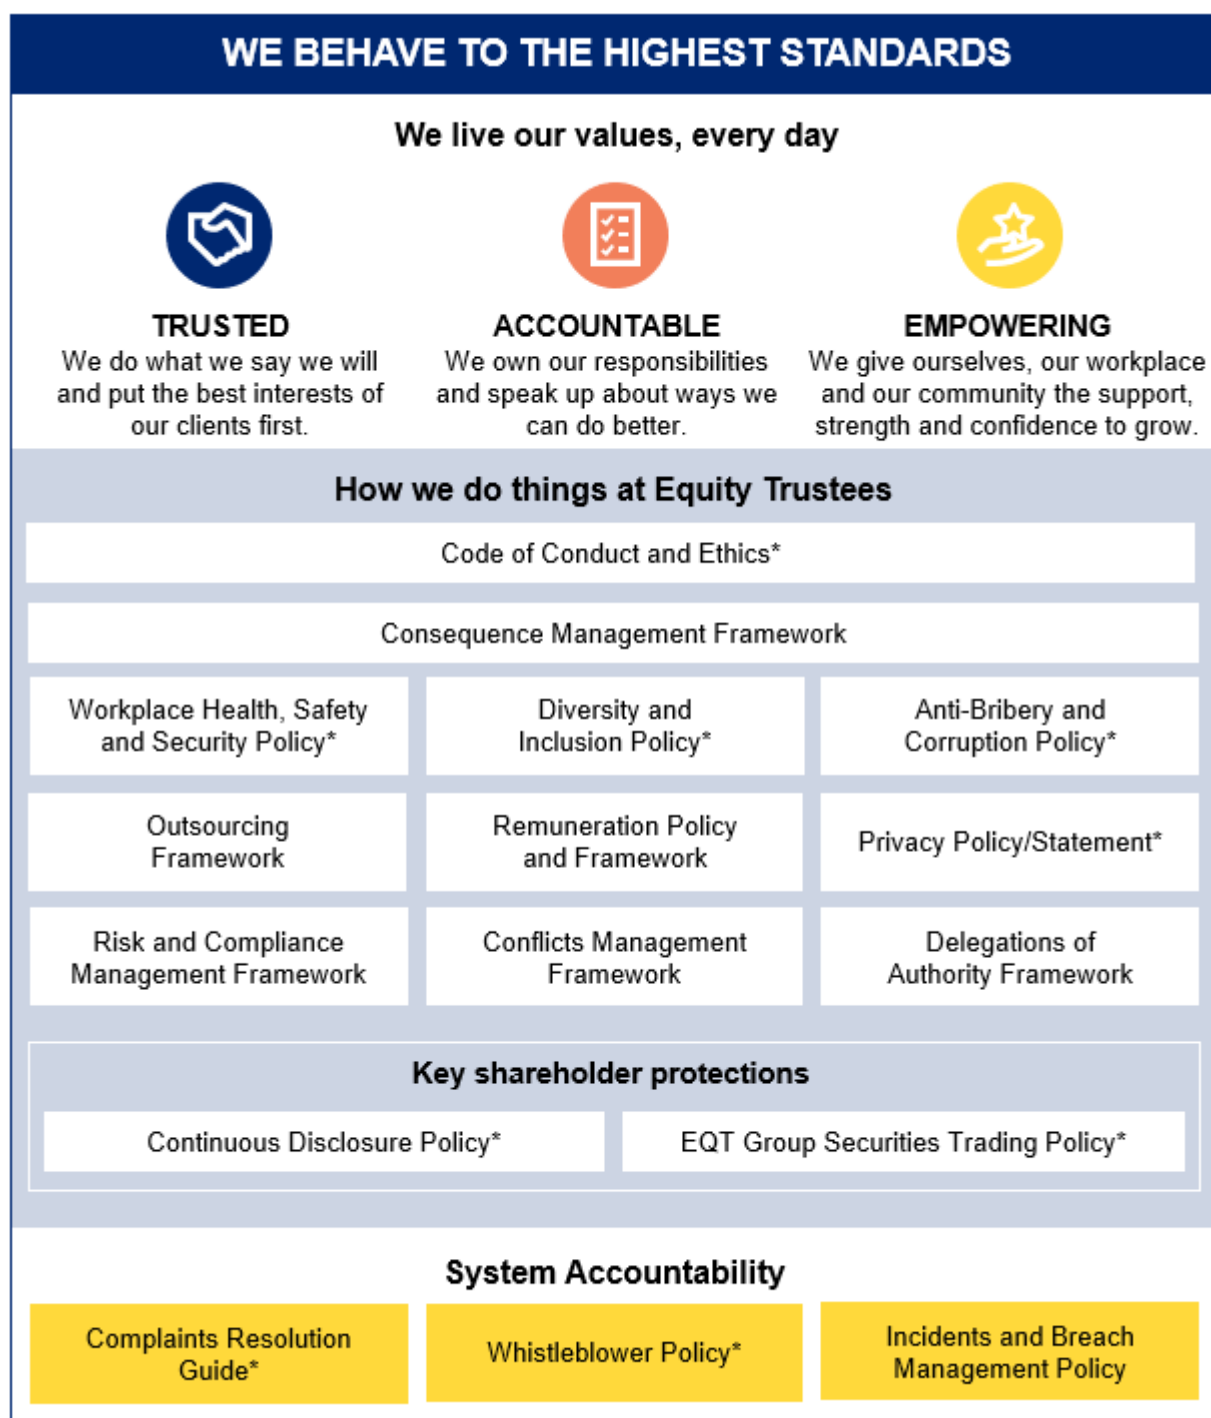 WE BEHAVE TO THE HIGHEST STANDARDS
We live our values, every day
TRUSTED
We do what we say we will
and put the best interests of
our clients first.
ACCOUNTABLE
We own our responsibilities
and speak up about ways we
can do better.
EMPOWERING
We give ourselves, our workplace
and our community the support,
strength and confidence to grow.
How we do things at Equity Trustees
Code of Conduct and Ethics*
Consequence Management Framework
Workplace Health, Safety
and Security Policy*
Diversity and
Inclusion Policy*
Anti-Bribery and
Corruption Policy*
Outsourcing
Framework
Remuneration Policy
and Framework
Privacy Policy/Statement*
Risk and Compliance
Management Framework
Conflicts Management
Framework
Delegations of
Authority Framework
Key shareholder protections
Continuous Disclosure Policy*
EQT Group Securities Trading Policy*
System Accountability
Complaints Resolution
Guide*
Whistleblower Policy*
Incidents and Breach
Management Policy